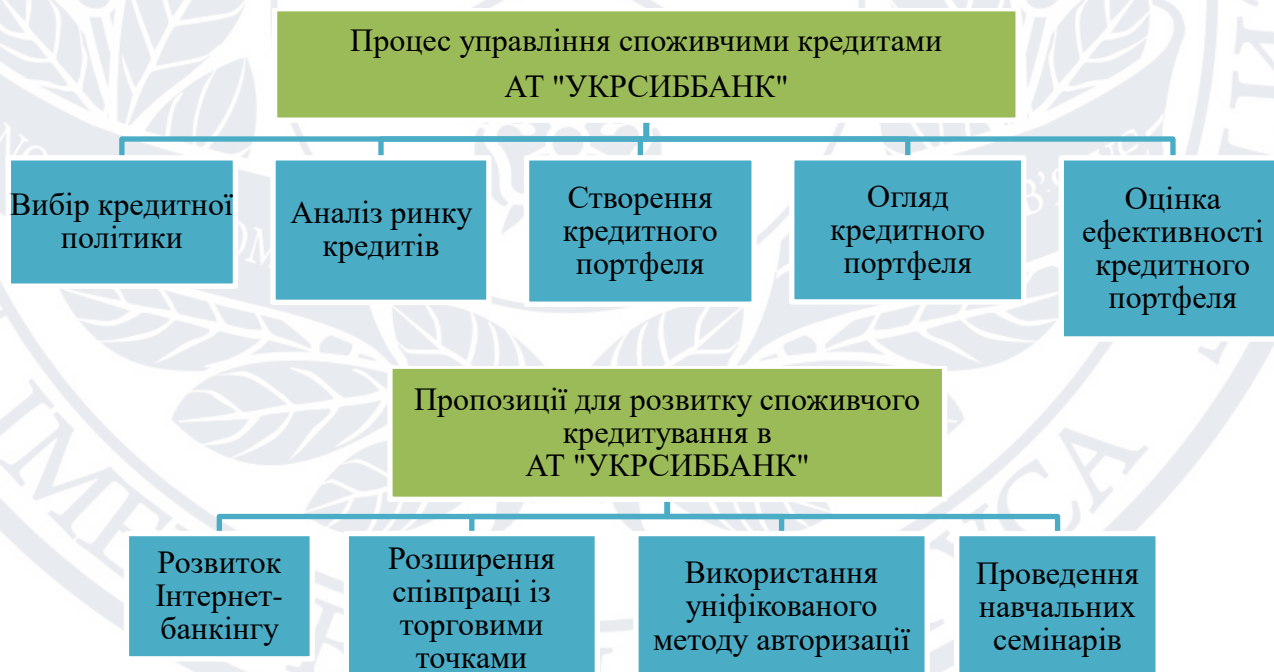 Процес управління споживчими кредитами
АТ "УКРСИББАНК"
Вибір кредитної
політики
Аналіз ринку
кредитів
Створення
кредитного
портфеля
Огляд
кредитного
портфеля
Оцінка
ефективності
кредитного
портфеля
Пропозиції для розвитку споживчого
кредитування в
АТ "УКРСИББАНК"
Розвиток
Інтернет-
банкінгу
Розширення
співпраці із
торговими
точками
Використання
уніфікованого
методу авторизації
Проведення
навчальних
семінарів